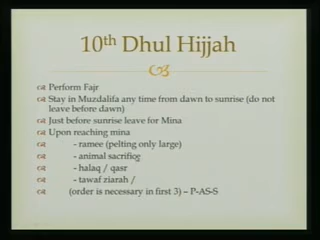 10th Dhul Hijjah
Perform Fajr
Stay in Muzdalifa any time from dawn to sunrise (do not
leave before dawn)
Just before sunrise leave for Mina
Upon reaching mina
- ramee (pelting only large)
- animal sacrifiog
- halaq / qasr
- tawaf ziarah /
(order is necessary in first 3) – P-AS-S